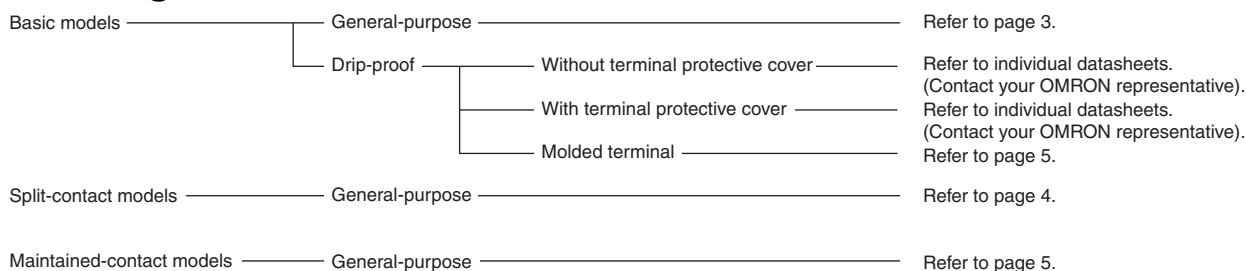 Basic models General-purpose Refer to page 3.
Drip-proof Without terminal protective cover Refer to individual datasheets.
(Contact your OMRON representative).
With terminal protective cover Refer to individual datasheets.
(Contact your OMRON representative).
Molded terminal Refer to page 5.
Split-contact models General-purpose Refer to page 4.
Maintained-contact models General-purpose Refer to page 5.